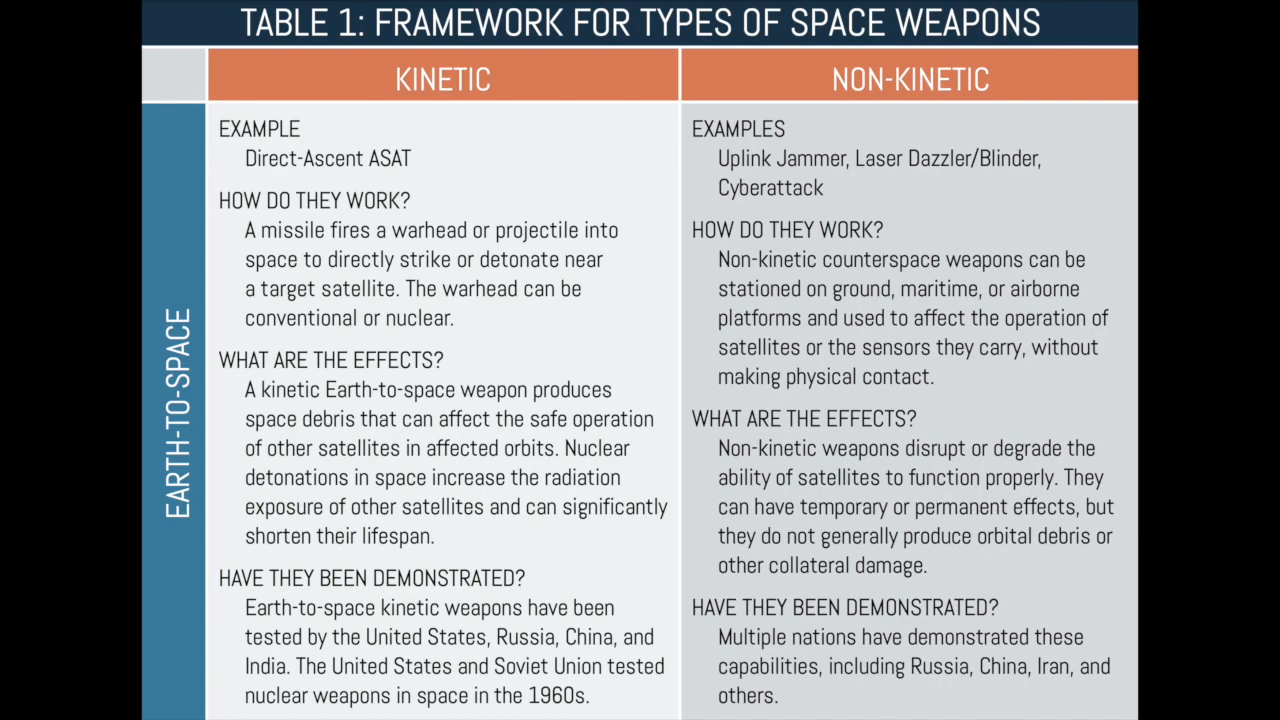 TABLE 1: FRAMEWORK FOR TYPES OF SPACE WEAPONS
KINETIC
NON-KINETIC
EARTH-TO-SPACE
EXAMPLE
Direct-Ascent ASAT
HOW DO THEY WORK?
A missile fires a warhead or projectile into
space to directly strike or detonate near
a target satellite. The warhead can be
conventional or nuclear.
WHAT ARE THE EFFECTS?
A kinetic Earth-to-space weapon produces
space debris that can affect the safe operation
of other satellites in affected orbits. Nuclear
detonations in space increase the radiation
exposure of other satellites and can significantly
shorten their lifespan.
HAVE THEY BEEN DEMONSTRATED?
Earth-to-space kinetic weapons have been
tested by the United States, Russia, China, and
India. The United States and Soviet Union tested
nuclear weapons in space in the 1960s.
EXAMPLES
Uplink Jammer, Laser Dazzler/Blinder,
Cyberattack
HOW DO THEY WORK?
Non-kinetic counterspace weapons can be
stationed on ground, maritime, or airborne
platforms and used to affect the operation of
satellites or the sensors they carry, without
making physical contact.
WHAT ARE THE EFFECTS?
Non-kinetic weapons disrupt or degrade the
ability of satellites to function properly. They
can have temporary or permanent effects, but
they do not generally produce orbital debris or
other collateral damage.
HAVE THEY BEEN DEMONSTRATED?
Multiple nations have demonstrated these
capabilities, including Russia, China, Iran, and
others.